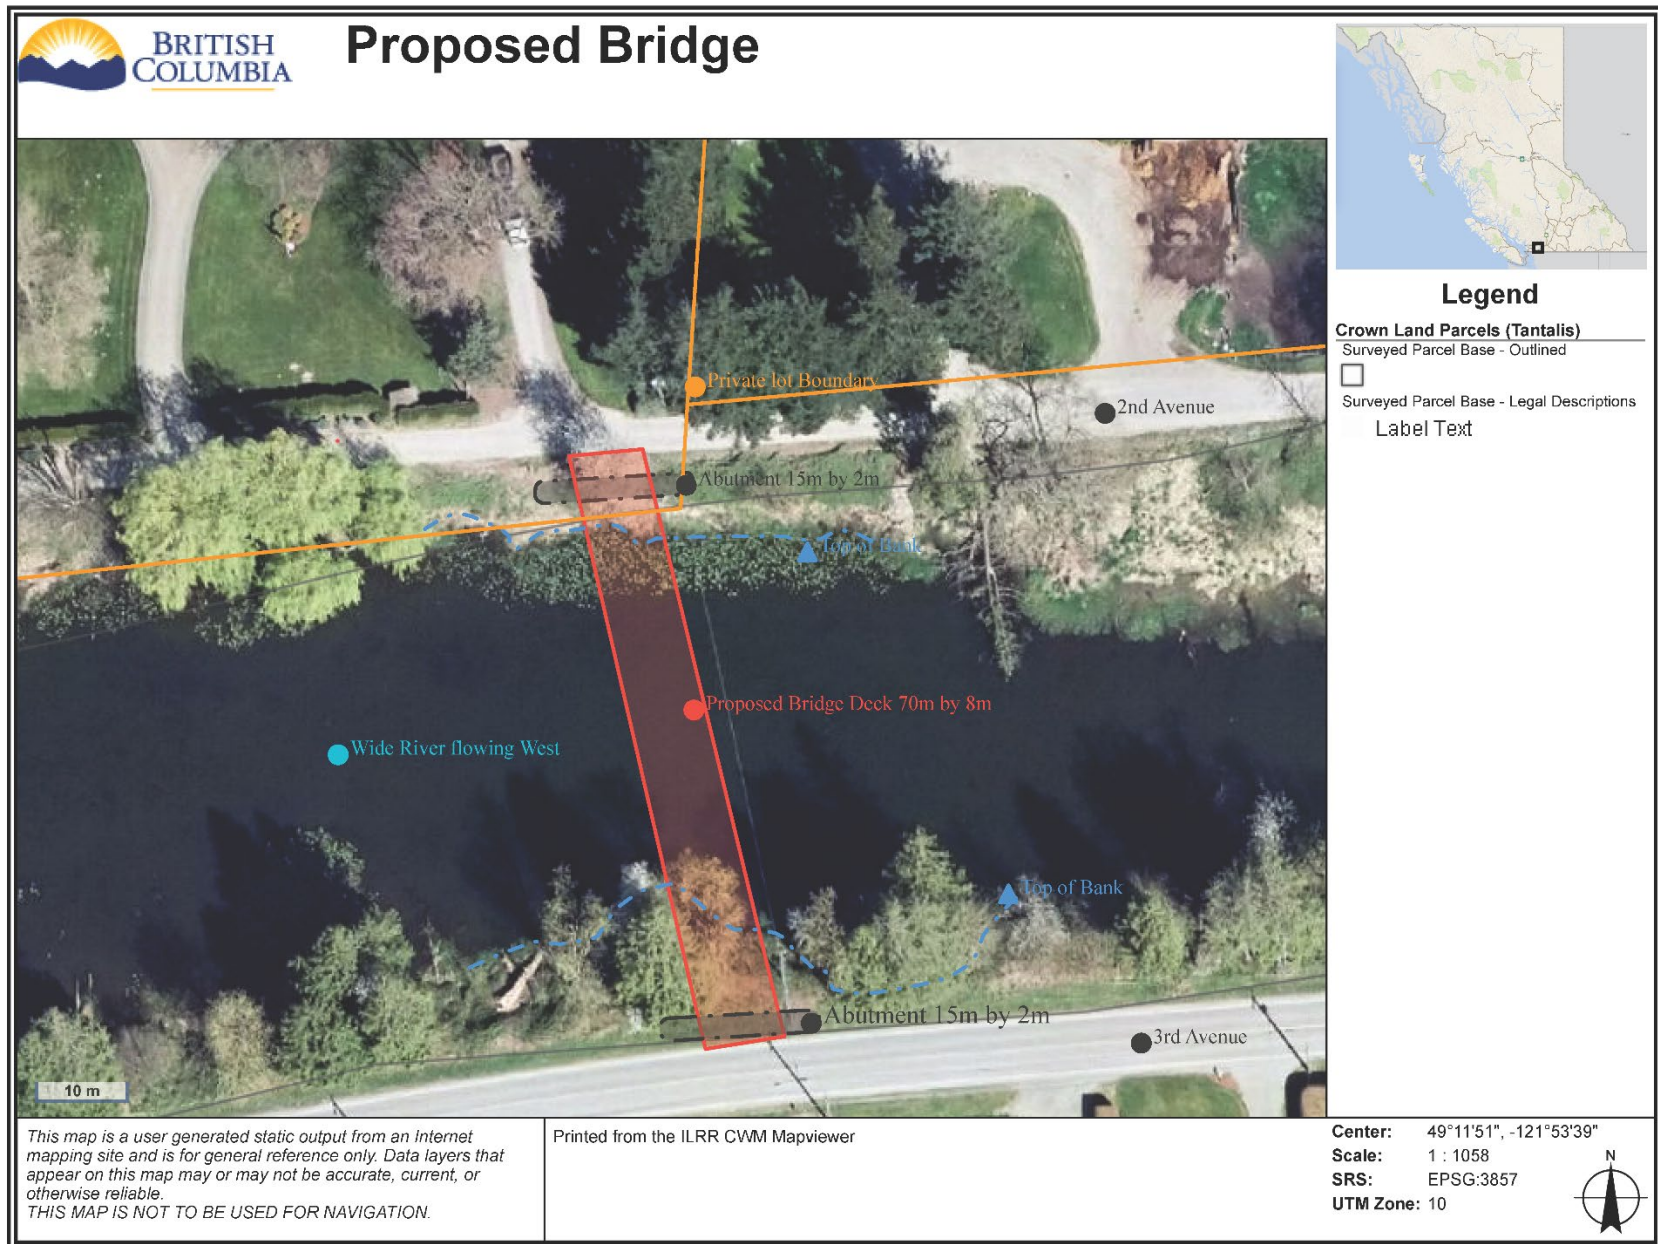 BRITISH
COLUMBIA
Proposed Bridge
Private lot Boundary
2nd Avenue
Abutment 15m by 2m
Top of Bank
Proposed Bridge Deck 70m by 8m
Wide River flowing West
Top of Bank
Abutment 15m by 2m
3rd Avenue
10 m
Legend
Crown Land Parcels (Tantalis)
Surveyed Parcel Base - Outlined
Surveyed Parcel Base - Legal Descriptions
Label Text
This map is a user generated static output from an Internet
mapping site and is for general reference only. Data layers that
appear on this map may or may not be accurate, current, or
otherwise reliable.
THIS MAP IS NOT TO BE USED FOR NAVIGATION.
Printed from the ILRR CWM Mapviewer
Center: 49°11'51", -121°53'39"
Scale: 1 : 1058
SRS: EPSG:3857
UTM Zone: 10
N